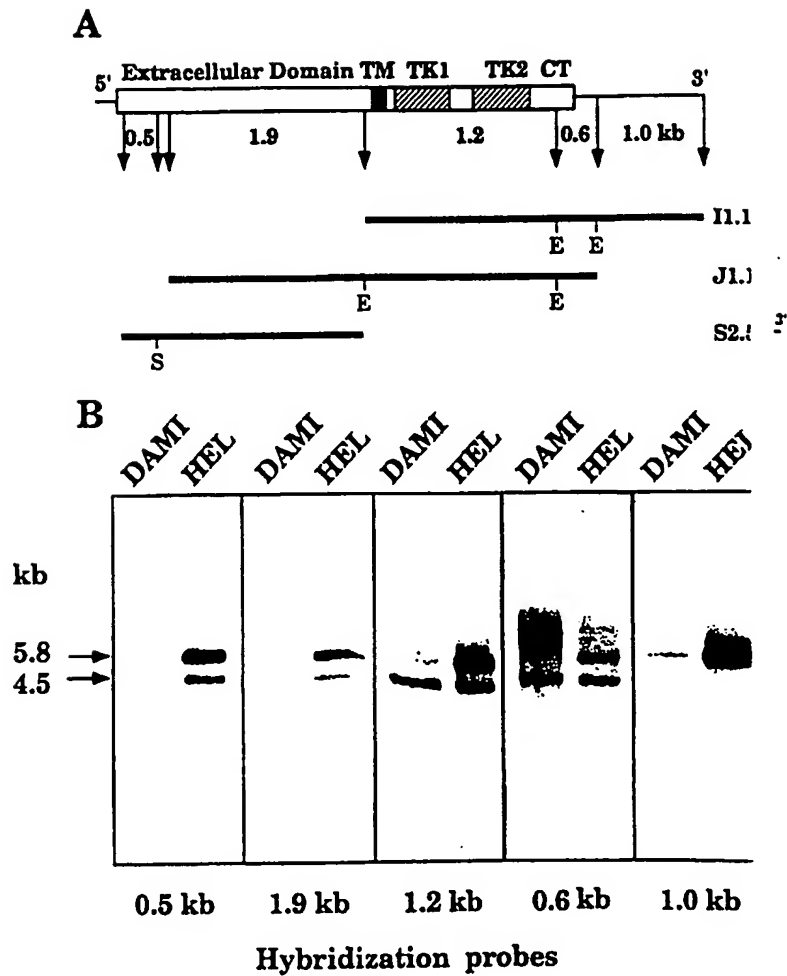 A
Extracellular Domain TM TK1 TK2 CT
5' 3'
0.5 1.9 1.2 0.6 1.0 kb
I1.1
E E
J1.1
E E
S
B
DAMI HEL DAMI HEL DAMI HEL DAMI HEL DAMI
kb
5.8
4.5
0.5 kb 1.9 kb 1.2 kb 0.6 kb 1.0 kb
Hybridization probes